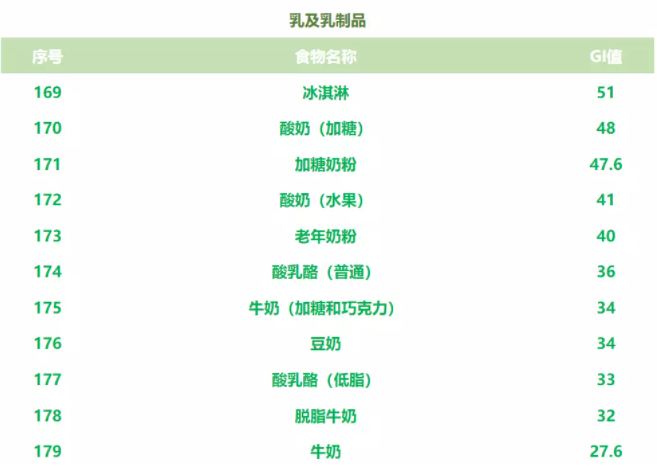 乳及乳制品
序号 食物名称 GI值
169 冰淇淋 51
170 酸奶（加糖） 48
171 加糖奶粉 47.6
172 酸奶（水果） 41
173 老年奶粉 40
174 酸乳酪（普通） 36
175 牛奶（加糖和巧克力） 34
176 豆奶 34
177 酸乳酪（低脂） 33
178 脱脂牛奶 32
179 牛奶 27.6